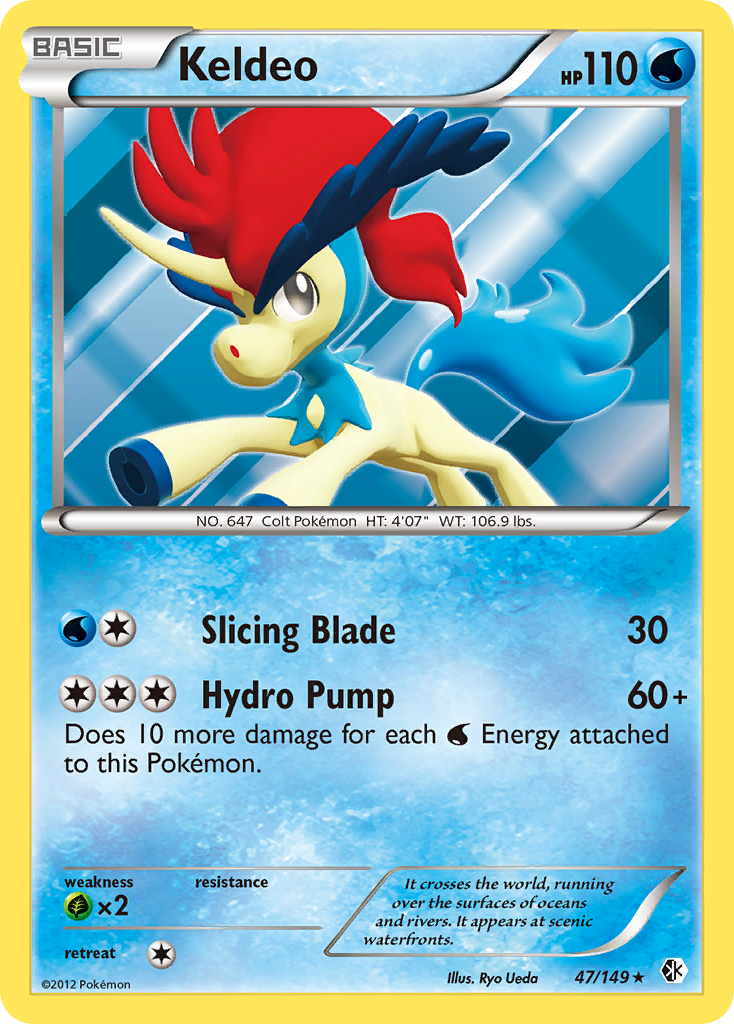 BASIC
Keldeo
HP110
NO. 647 Colt Pokémon HT: 4'07" WT: 106.9 lbs.
Slicing Blade 30
Hydro Pump 60+
Does 10 more damage for each Energy attached
to this Pokémon.
weakness resistance
×2
It crosses the world, running
over the surfaces of oceans
and rivers. It appears at scenic
waterfronts.
retreat
©2012 Pokémon
Illus. Ryo Ueda 47/149 ★